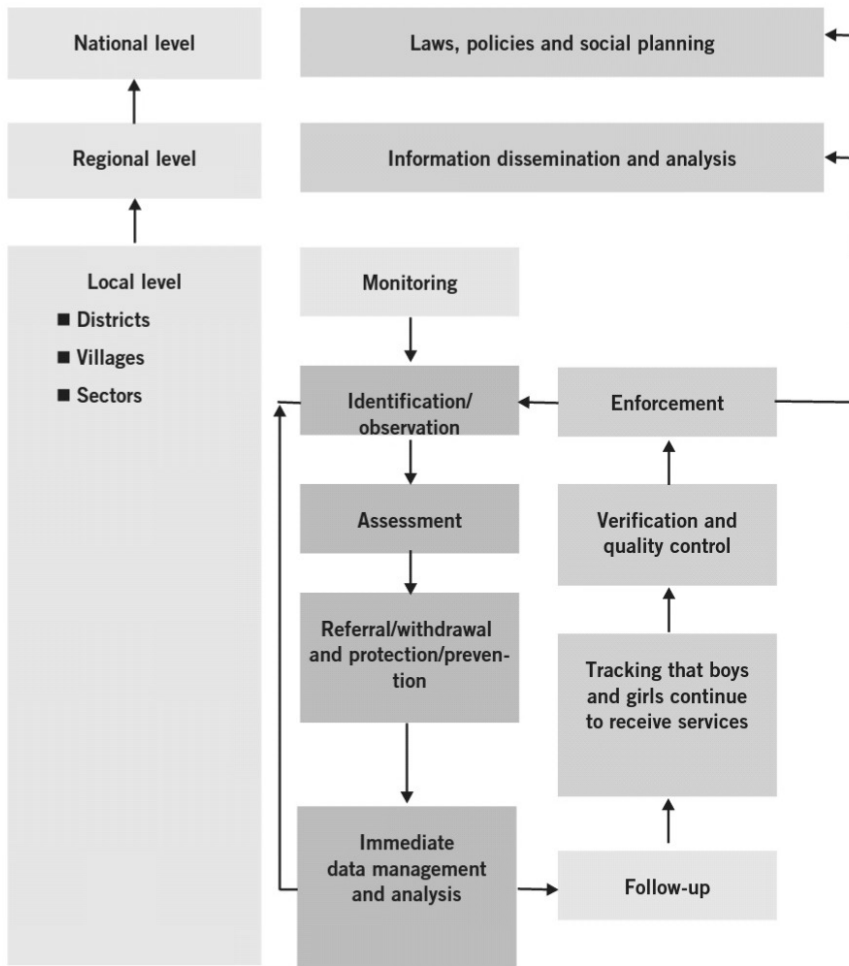 National level
Laws, policies and social planning
Regional level
Information dissemination and analysis
Local level
■ Districts
■ Villages
■ Sectors
Monitoring
Identification/
observation
Enforcement
Assessment
Verification and
quality control
Referral/withdrawal
and protection/preven-
tion
Tracking that boys
and girls continue
to receive services
Immediate
data management
and analysis
Follow-up